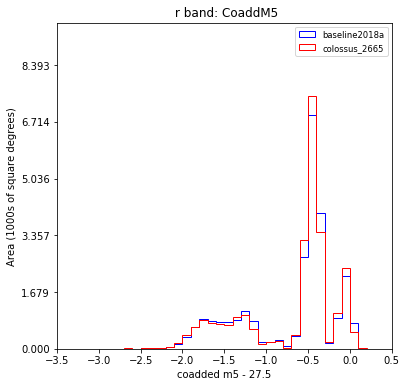 r band: CoaddM5
baseline2018a
colossus_2665
8.393
6.714
5.036
3.357
1.679
0.000
Area (1000s of square degrees)
−3.5 −3.0 −2.5 −2.0 −1.5 −1.0 −0.5 0.0 0.5
coadded m5 - 27.5